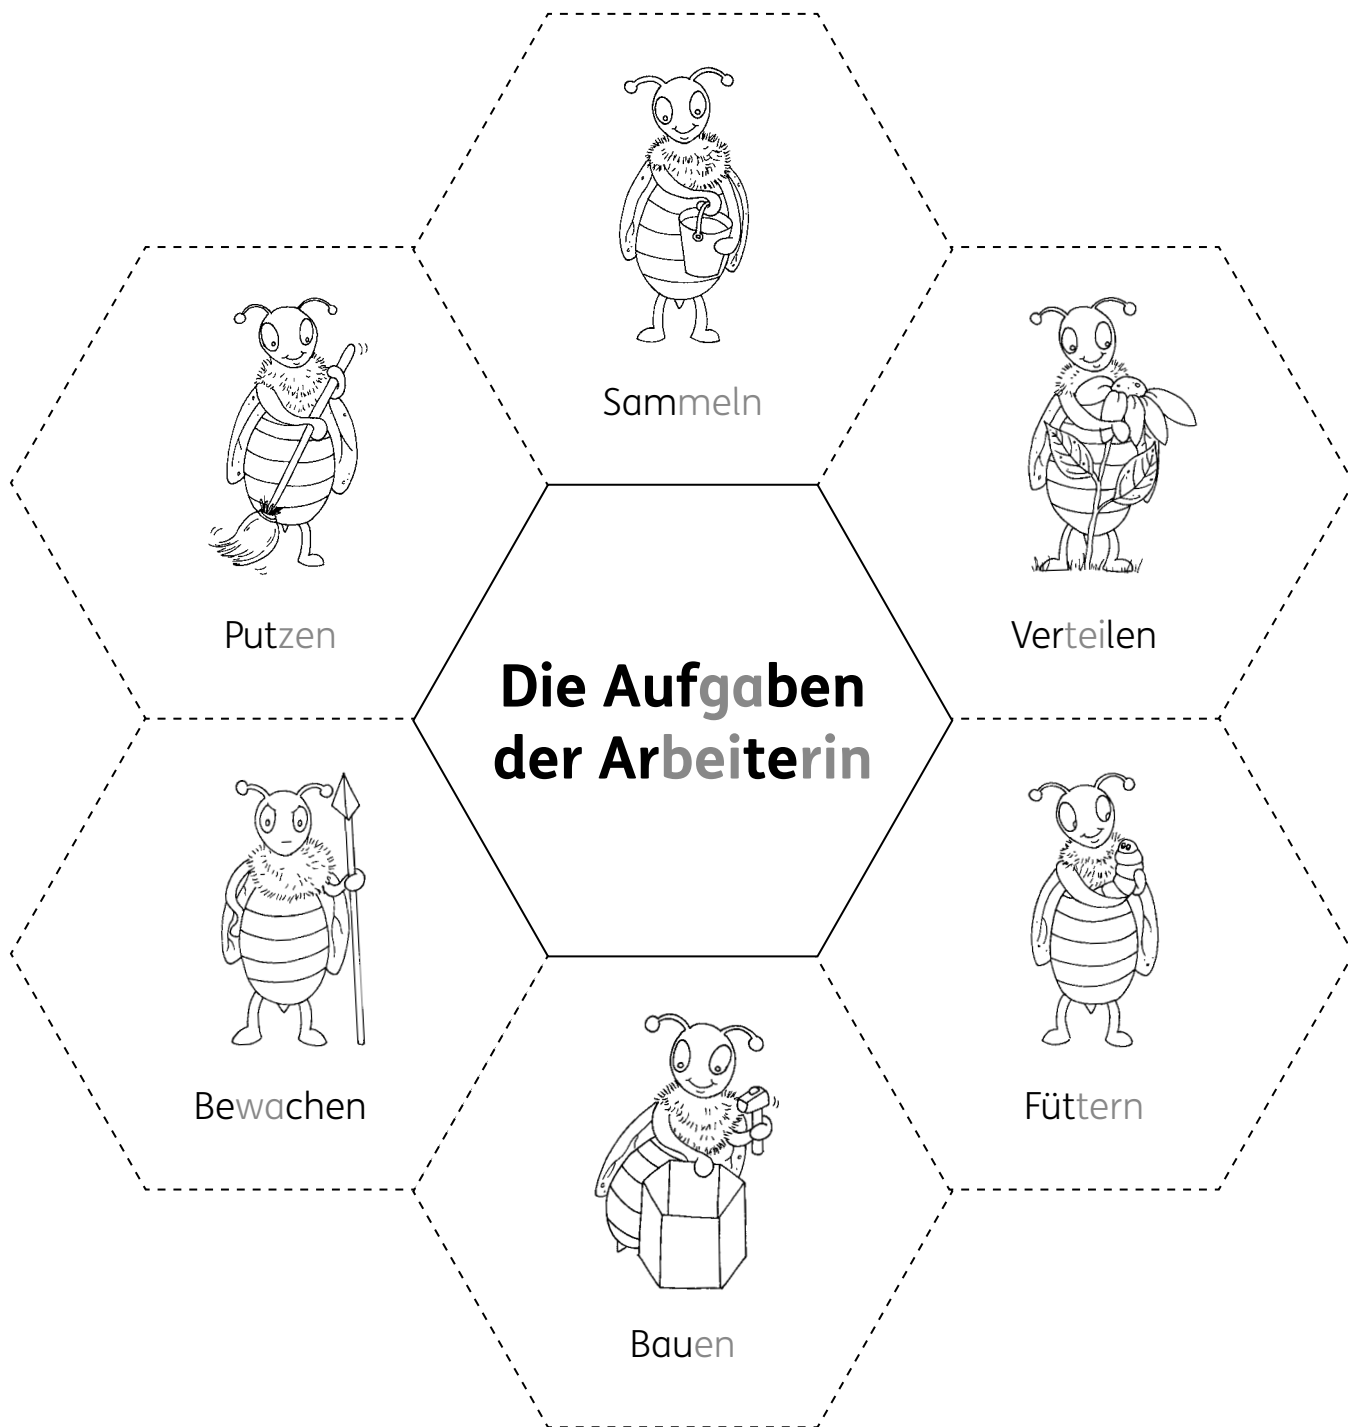 Sammeln
Putzen
Verteilen
Die Aufgaben
der Arbeiterin
Bewachen
Füttern
Bauen